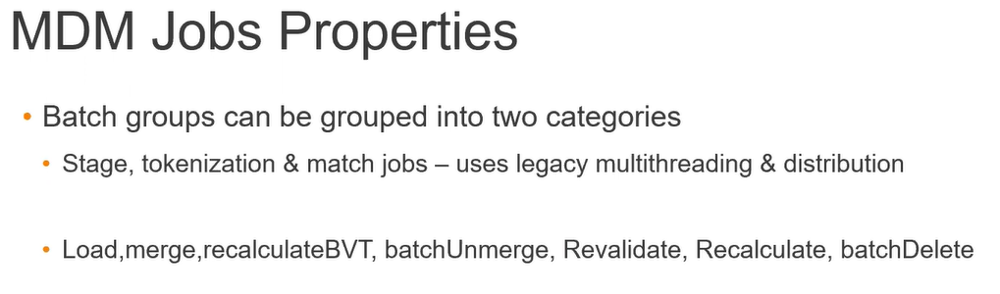 MDM Jobs Properties
• Batch groups can be grouped into two categories
• Stage, tokenization & match jobs – uses legacy multithreading & distribution
• Load,merge,recalculateBVT, batchUnmerge, Revalidate, Recalculate, batchDelete